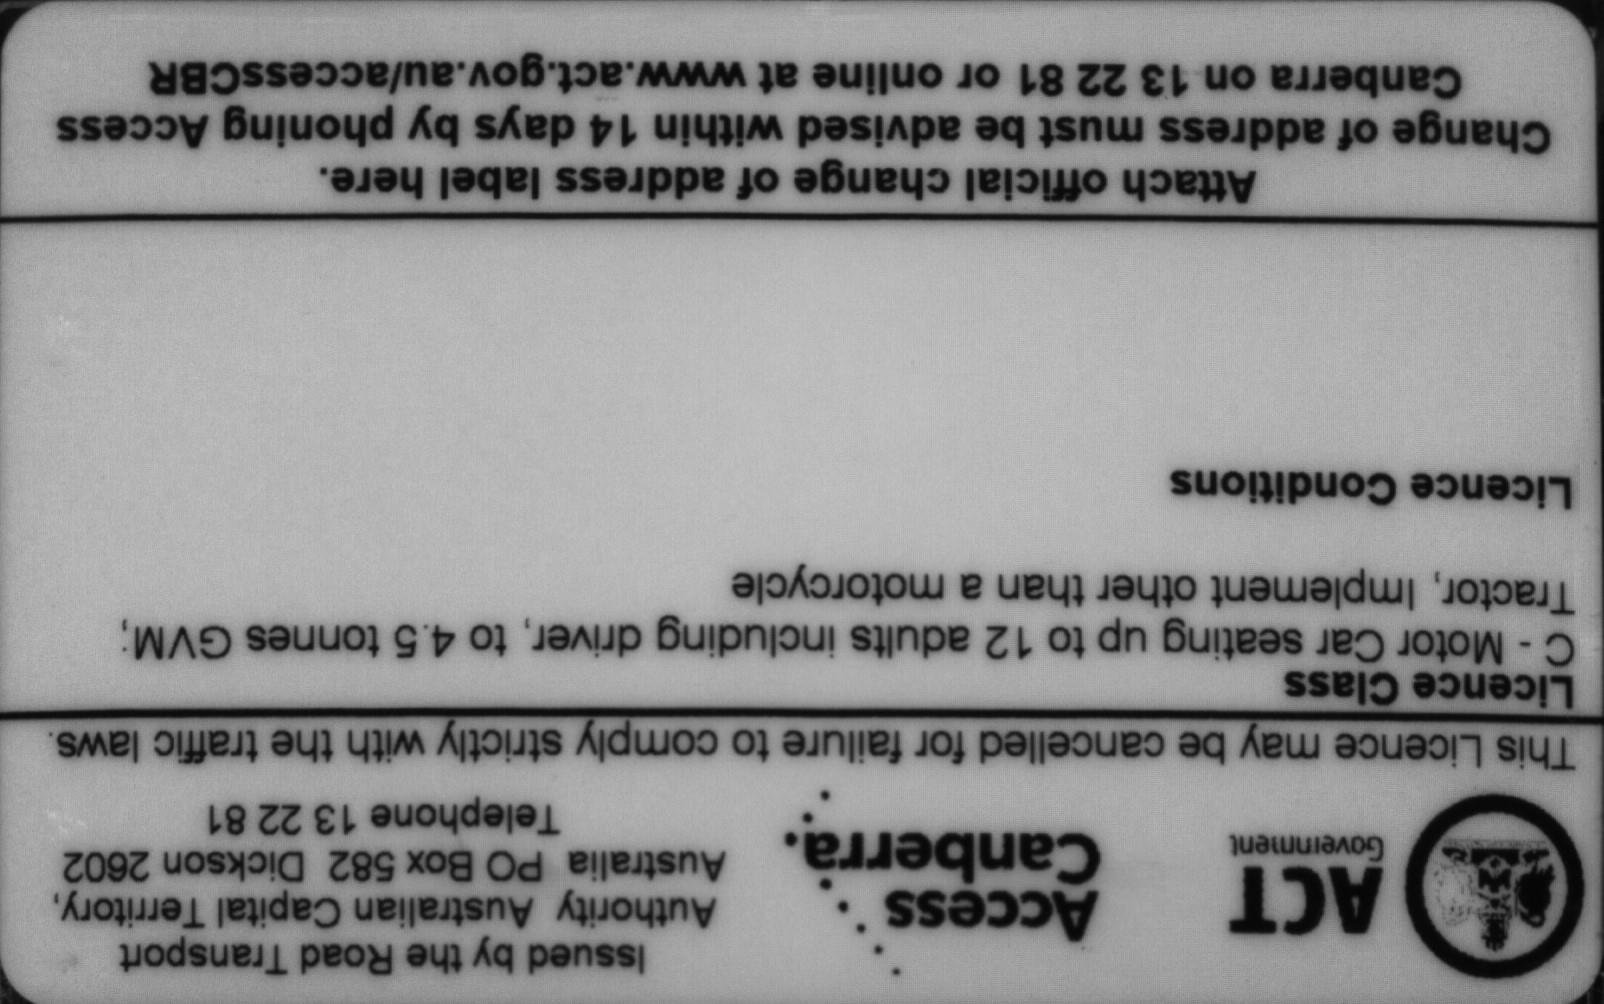 ACT
Government
Access
Canberra.
Issued by the Road Transport
Authority Australian Capital Territory,
Australia PO Box 582 Dickson 2602
Telephone 13 22 81
This Licence may be cancelled for failure to comply strictly with the traffic laws.
Licence Class
C - Motor Car seating up to 12 adults including driver, to 4.5 tonnes GVM;
Tractor, Implement other than a motorcycle
Licence Conditions
Attach official change of address label here.
Change of address must be advised within 14 days by phoning Access
Canberra on 13 22 81 or online at www.act.gov.au/accessCBR